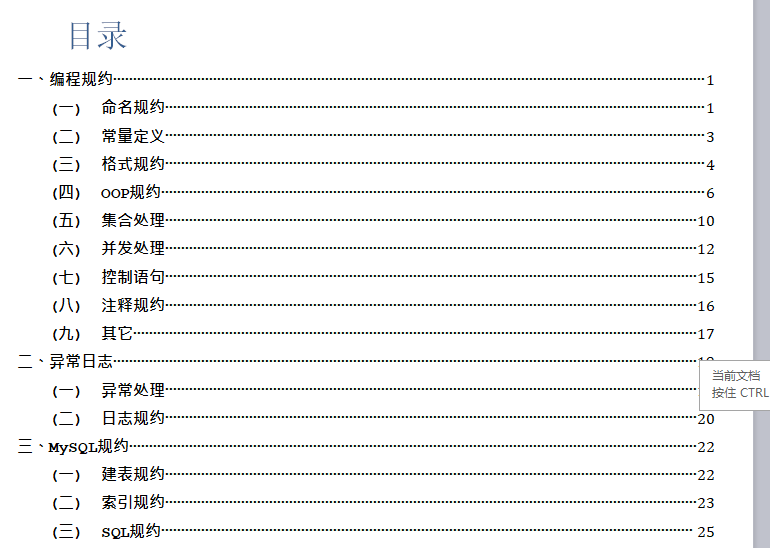 目录
一、编程规约 1
(一) 命名规约 1
(二) 常量定义 3
(三) 格式规约 4
(四) OOP规约 6
(五) 集合处理 10
(六) 并发处理 12
(七) 控制语句 15
(八) 注释规约 16
(九) 其它 17
二、异常日志
当前文档
按住 CTRL
(一) 异常处理
(二) 日志规约 20
三、MySQL规约 22
(一) 建表规约 22
(二) 索引规约 23
(三) SQL规约 25